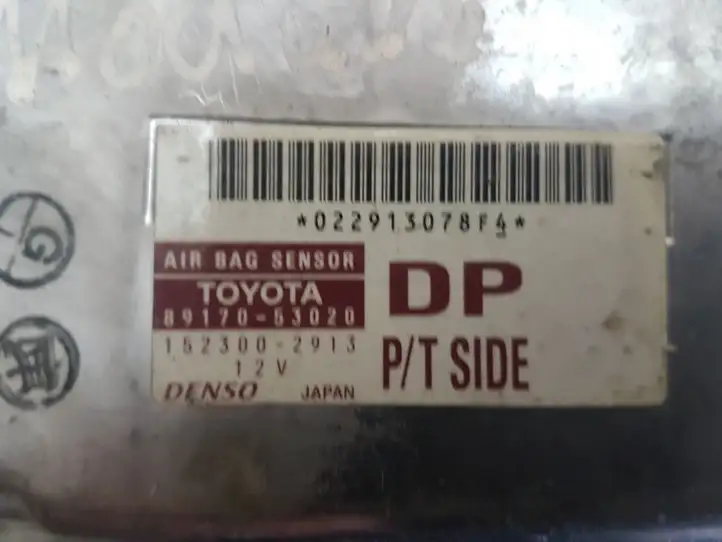 *022913078F4*
AIR BAG SENSOR
TOYOTA
89170-53020
DP
152300-2913
12V
P/T SIDE
DENSO JAPAN
G